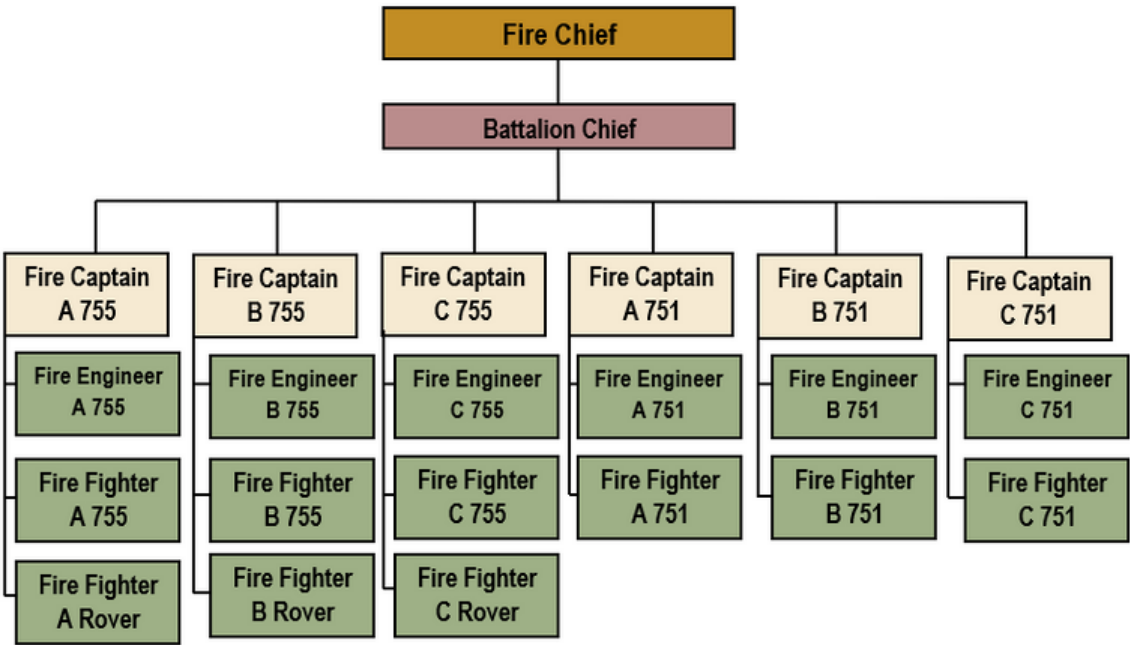 Fire Chief
Battalion Chief
Fire Captain
A 755
Fire Captain
B 755
Fire Captain
C 755
Fire Captain
A 751
Fire Captain
B 751
Fire Captain
C 751
Fire Engineer
A 755
Fire Engineer
B 755
Fire Engineer
C 755
Fire Engineer
A 751
Fire Engineer
B 751
Fire Engineer
C 751
Fire Fighter
A 755
Fire Fighter
B 755
Fire Fighter
C 755
Fire Fighter
A 751
Fire Fighter
B 751
Fire Fighter
C 751
Fire Fighter
A Rover
Fire Fighter
B Rover
Fire Fighter
C Rover